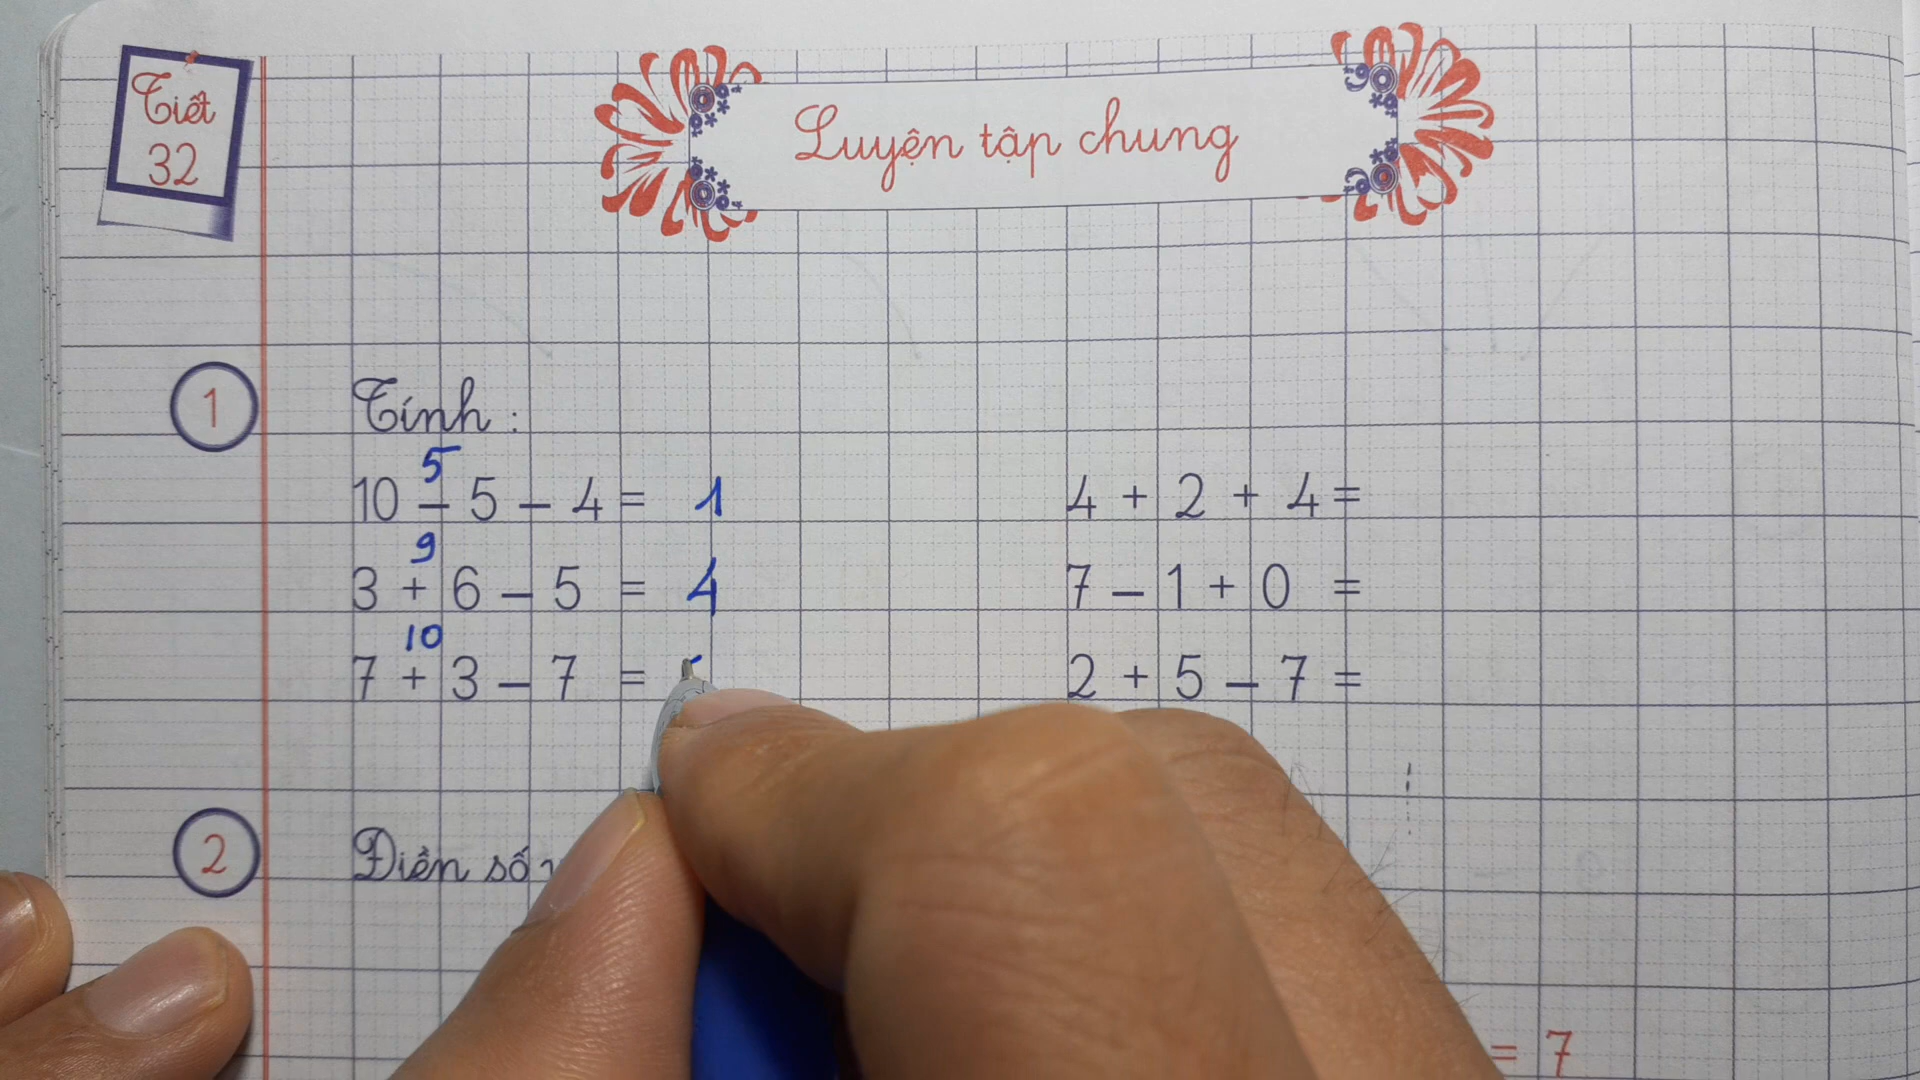 Tiết
32
Luyện tập chung
1
Tính :
5
10 – 5 – 4 = 1
4 + 2 + 4 =
9
3 + 6 – 5 = 4
7 – 1 + 0 =
10
7 + 3 – 7 =
2 + 5 – 7 =
2
Điền số
= 7